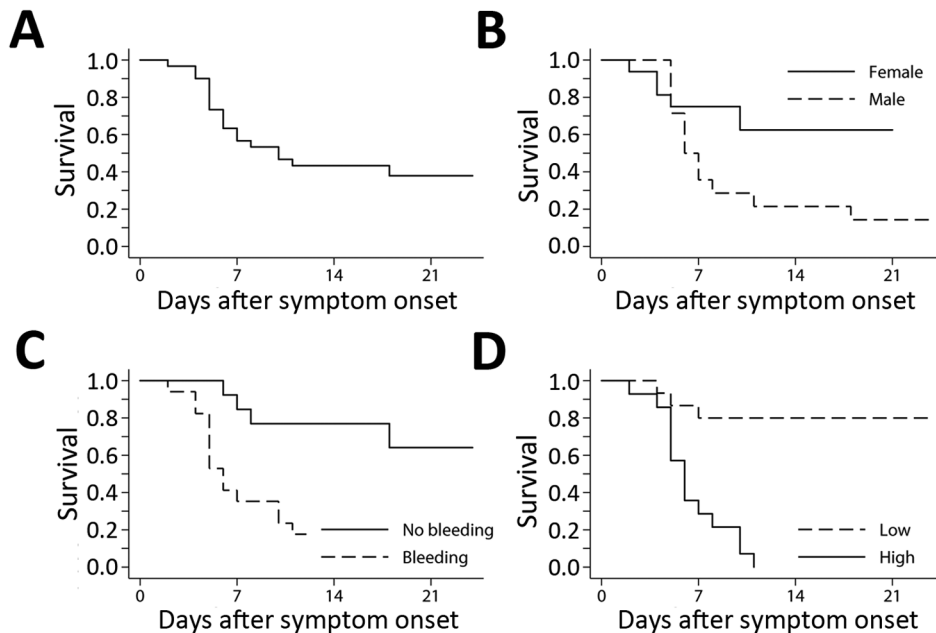 A
1.0
0.8
0.6
0.4
0.2
0.0
Survival
0 7 14 21
Days after symptom onset
B
1.0
0.8
0.6
0.4
0.2
0.0
Survival
Female
Male
0 7 14 21
Days after symptom onset
C
1.0
0.8
0.6
0.4
0.2
0.0
Survival
No bleeding
Bleeding
0 7 14 21
Days after symptom onset
D
1.0
0.8
0.6
0.4
0.2
0.0
Survival
Low
High
0 7 14 21
Days after symptom onset